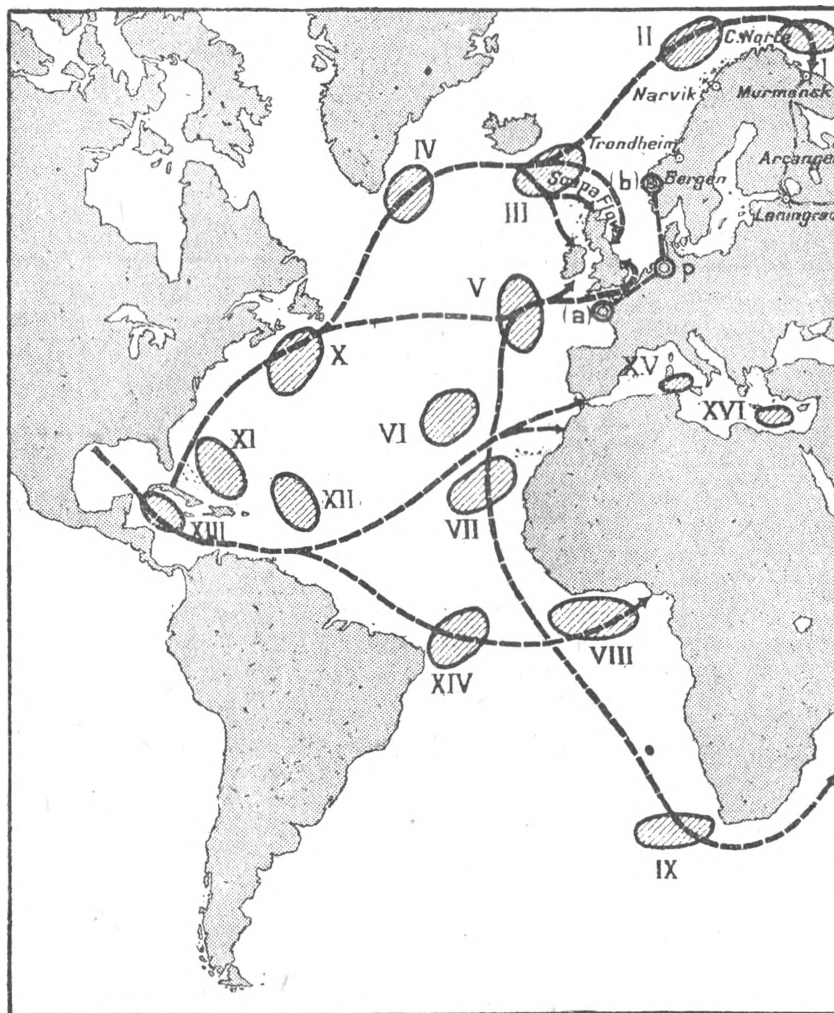 II
C. Norte
I
Narvik
Murmansk
IV
Trondheim
Arcange
Scapa Flow
(b)
Bergen
III
Leningrad
p
V
(a)
X
XV
XVI
VI
XI
XII
VII
XIII
VIII
XIV
IX